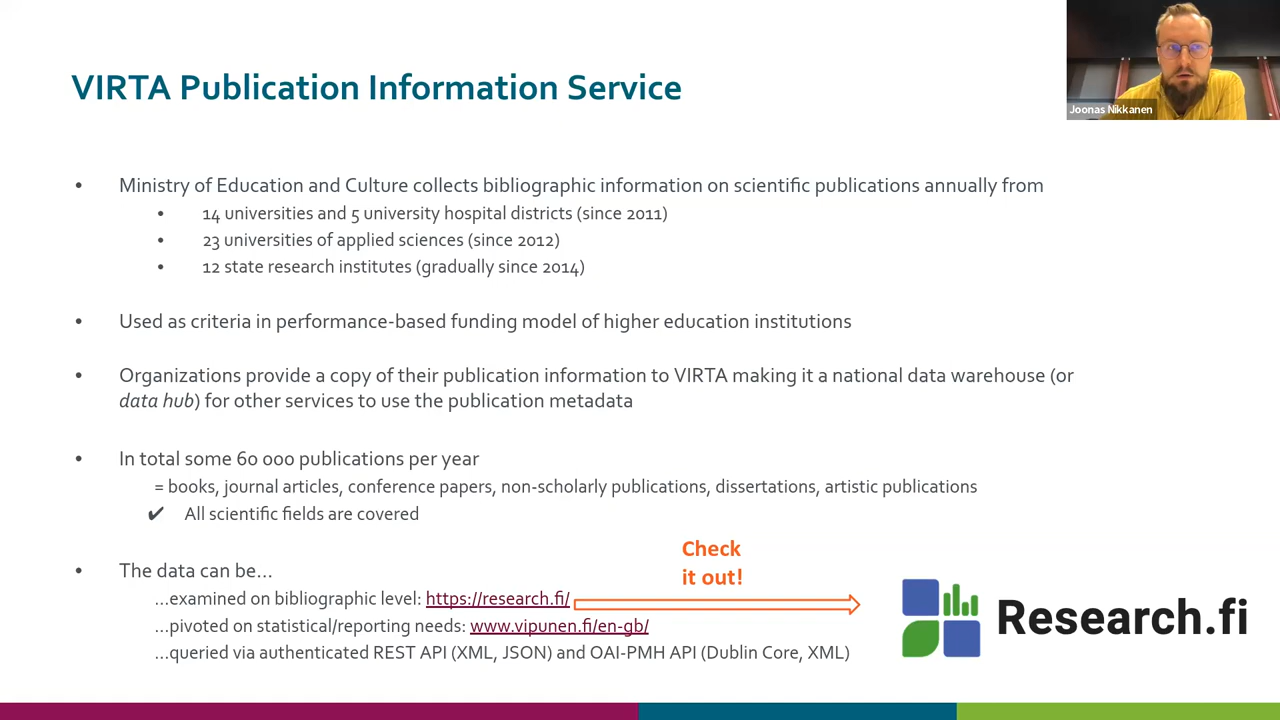 VIRTA Publication Information Service
Joonas Nikkanen
• Ministry of Education and Culture collects bibliographic information on scientific publications annually from
• 14 universities and 5 university hospital districts (since 2011)
• 23 universities of applied sciences (since 2012)
• 12 state research institutes (gradually since 2014)
• Used as criteria in performance-based funding model of higher education institutions
• Organizations provide a copy of their publication information to VIRTA making it a national data warehouse (or
data hub) for other services to use the publication metadata
• In total some 60 000 publications per year
= books, journal articles, conference papers, non-scholarly publications, dissertations, artistic publications
✔ All scientific fields are covered
• The data can be…
…examined on bibliographic level: https://research.fi/
…pivoted on statistical/reporting needs: www.vipunen.fi/en-gb/
…queried via authenticated REST API (XML, JSON) and OAI-PMH API (Dublin Core, XML)
Check
it out!
Research.fi